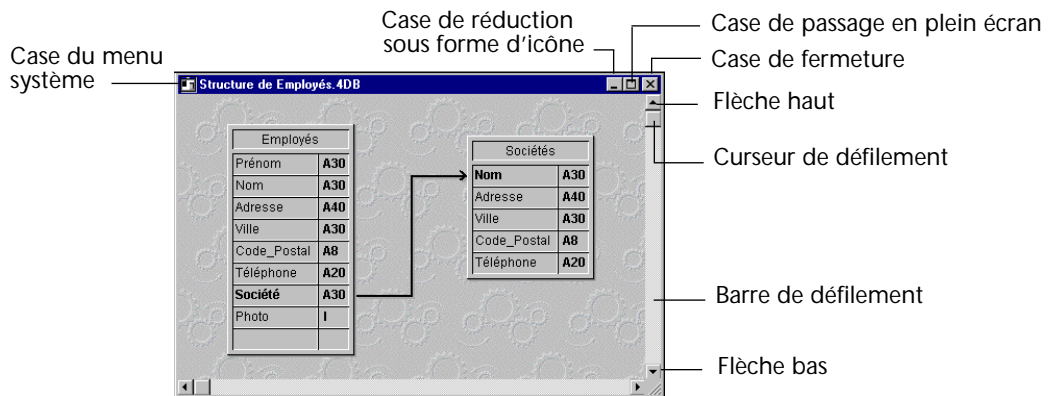 Case de réduction
sous forme d'icône
Case de passage en plein écran
Case du menu
système
Case de fermeture
Structure de Employés.4DB
Flèche haut
Employés
Prénom A30
Nom A30
Adresse A40
Ville A30
Code_Postal A8
Téléphone A20
Société A30
Photo I
Sociétés
Nom A30
Adresse A40
Ville A30
Code_Postal A8
Téléphone A20
Curseur de défilement
Barre de défilement
Flèche bas